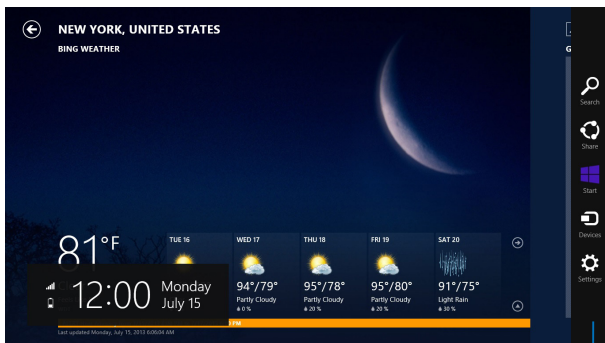 NEW YORK, UNITED STATES
BING WEATHER
81°F
TUE 16
WED 17
94°/79°
Partly Cloudy
0 %
THU 18
95°/78°
Partly Cloudy
20 %
FRI 19
95°/80°
Partly Cloudy
20 %
SAT 20
91°/75°
Light Rain
30 %
12:00
Monday
July 15
PM
Last updated Monday, July 15, 2013 6:06:04 AM
G
Search
Share
Start
Devices
Settings